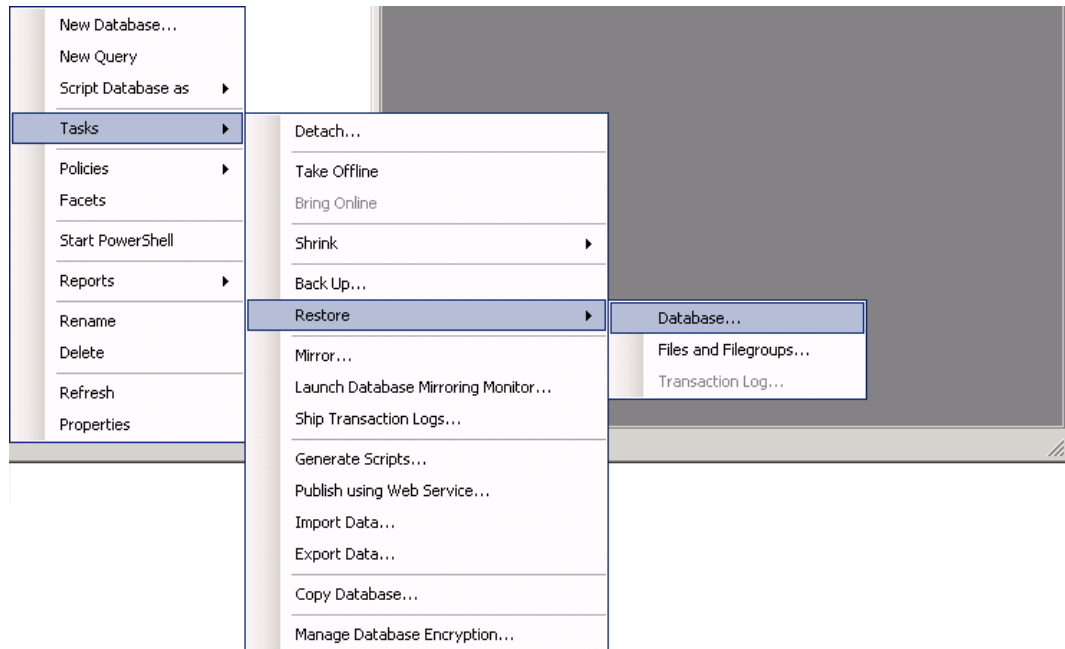 New Database...
New Query
Script Database as
Tasks
Policies
Facets
Start PowerShell
Reports
Rename
Delete
Refresh
Properties
Detach...
Take Offline
Bring Online
Shrink
Back Up...
Restore
Mirror...
Launch Database Mirroring Monitor...
Ship Transaction Logs...
Generate Scripts...
Publish using Web Service...
Import Data...
Export Data...
Copy Database...
Manage Database Encryption...
Database...
Files and Filegroups...
Transaction Log...